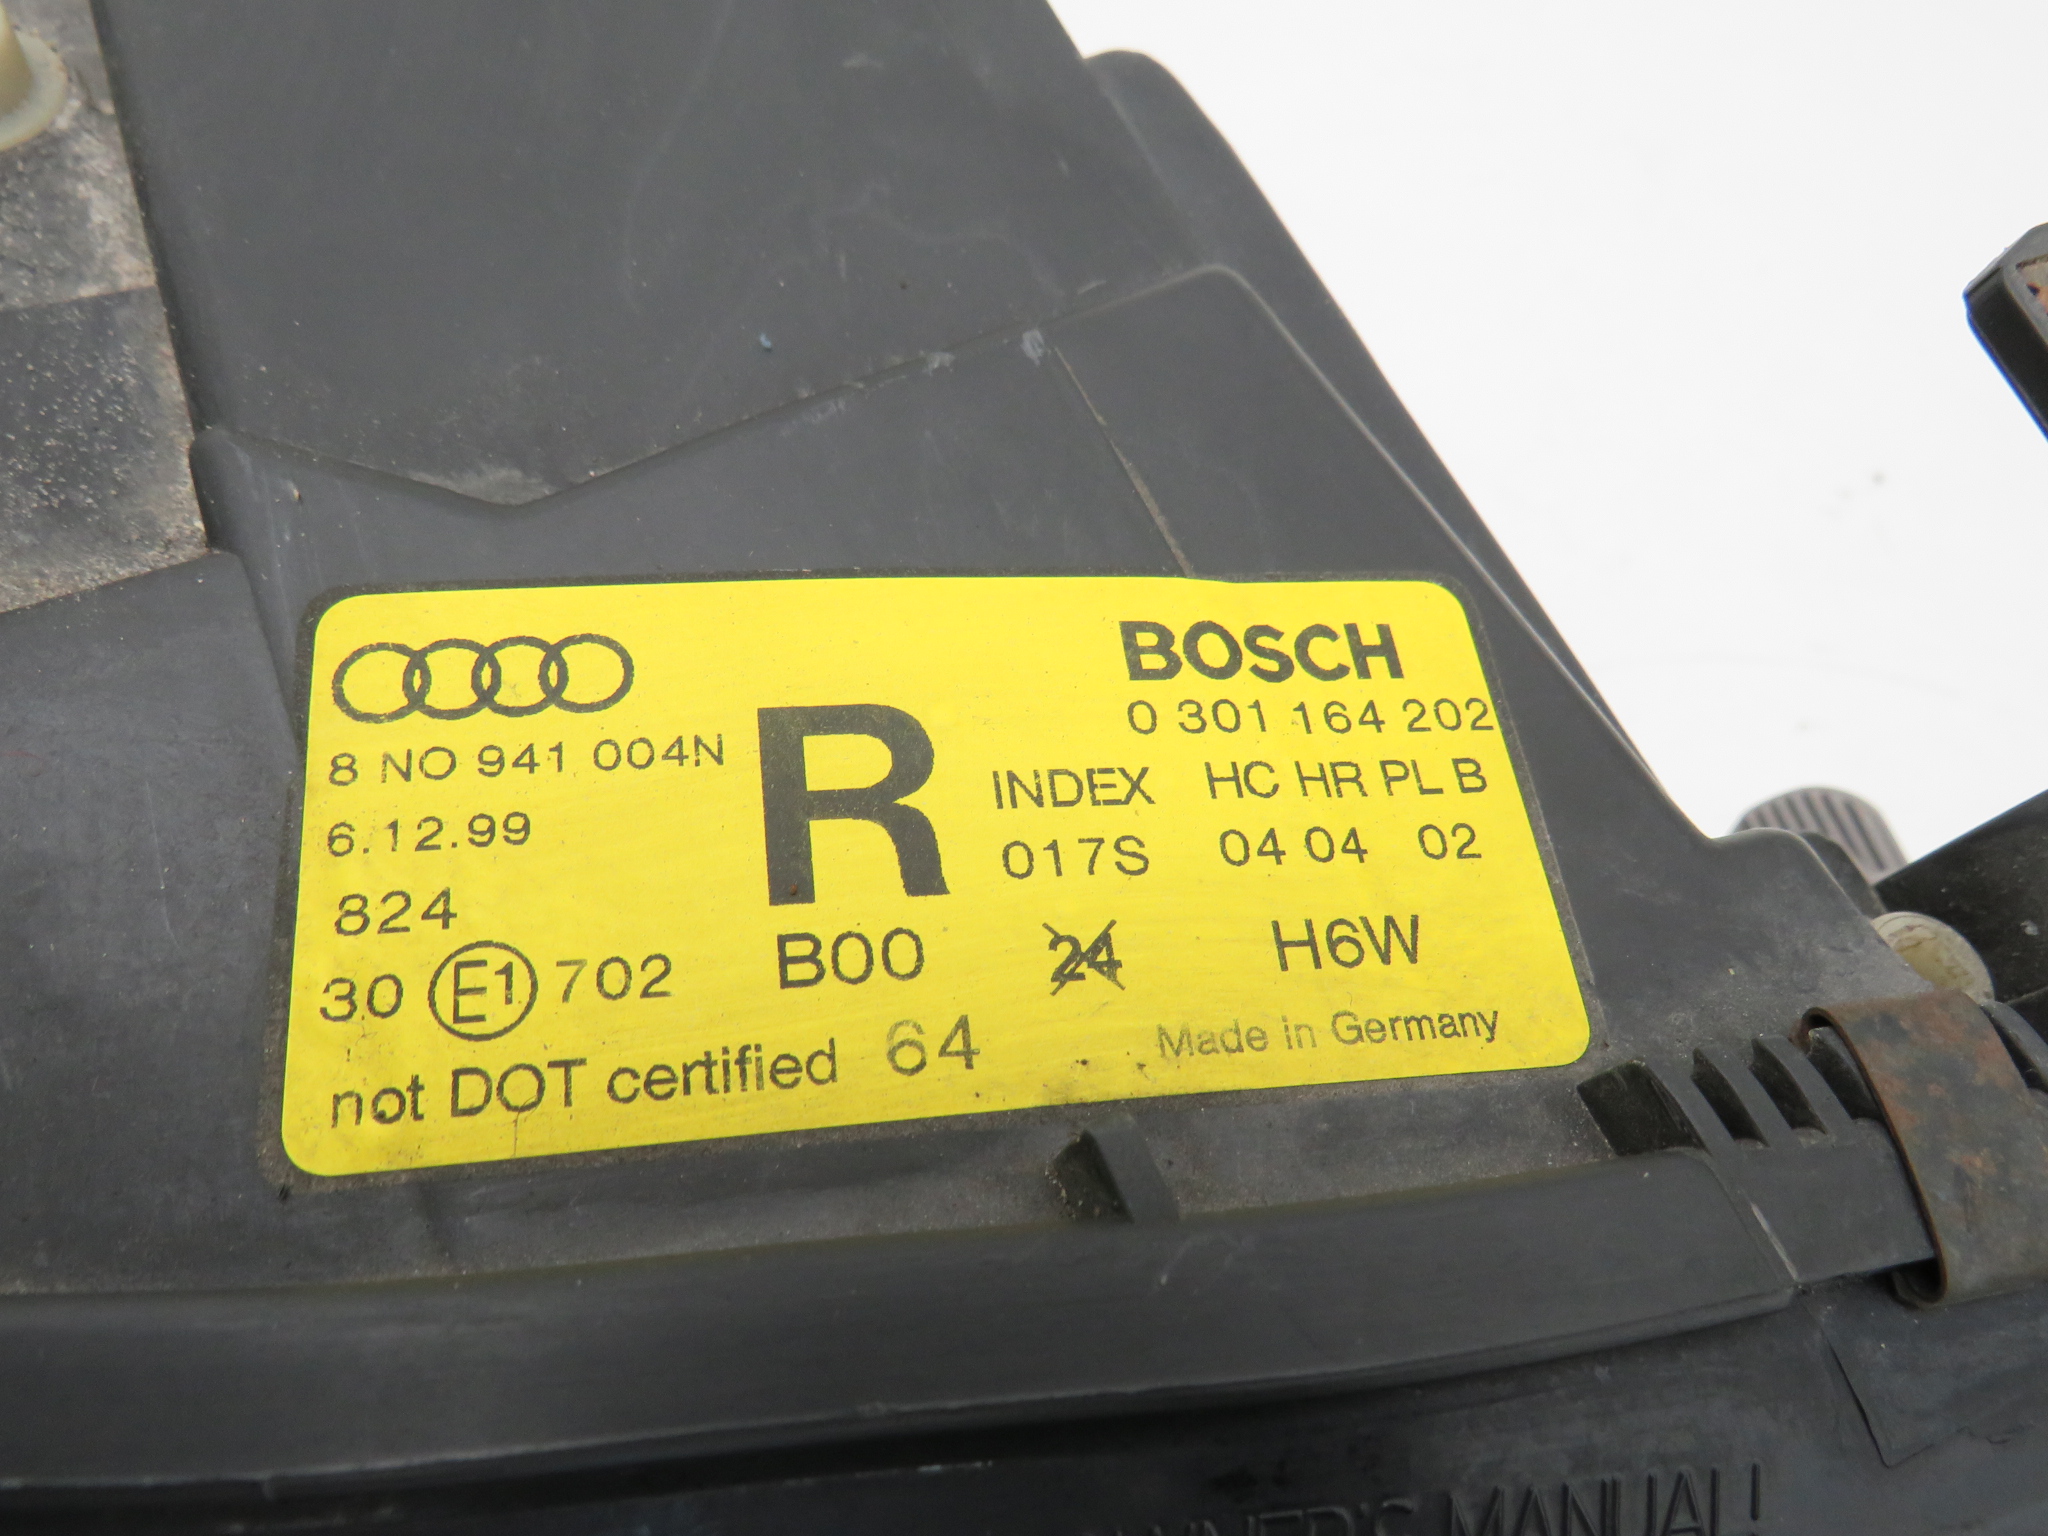 BOSCH
0 301 164 202
8 NO 941 004N
R
INDEX HC HR PL B
6.12.99
017S 04 04 02
824
B00 24 H6W
30 E1 702
not DOT certified 64 Made in Germany
MANUAL!